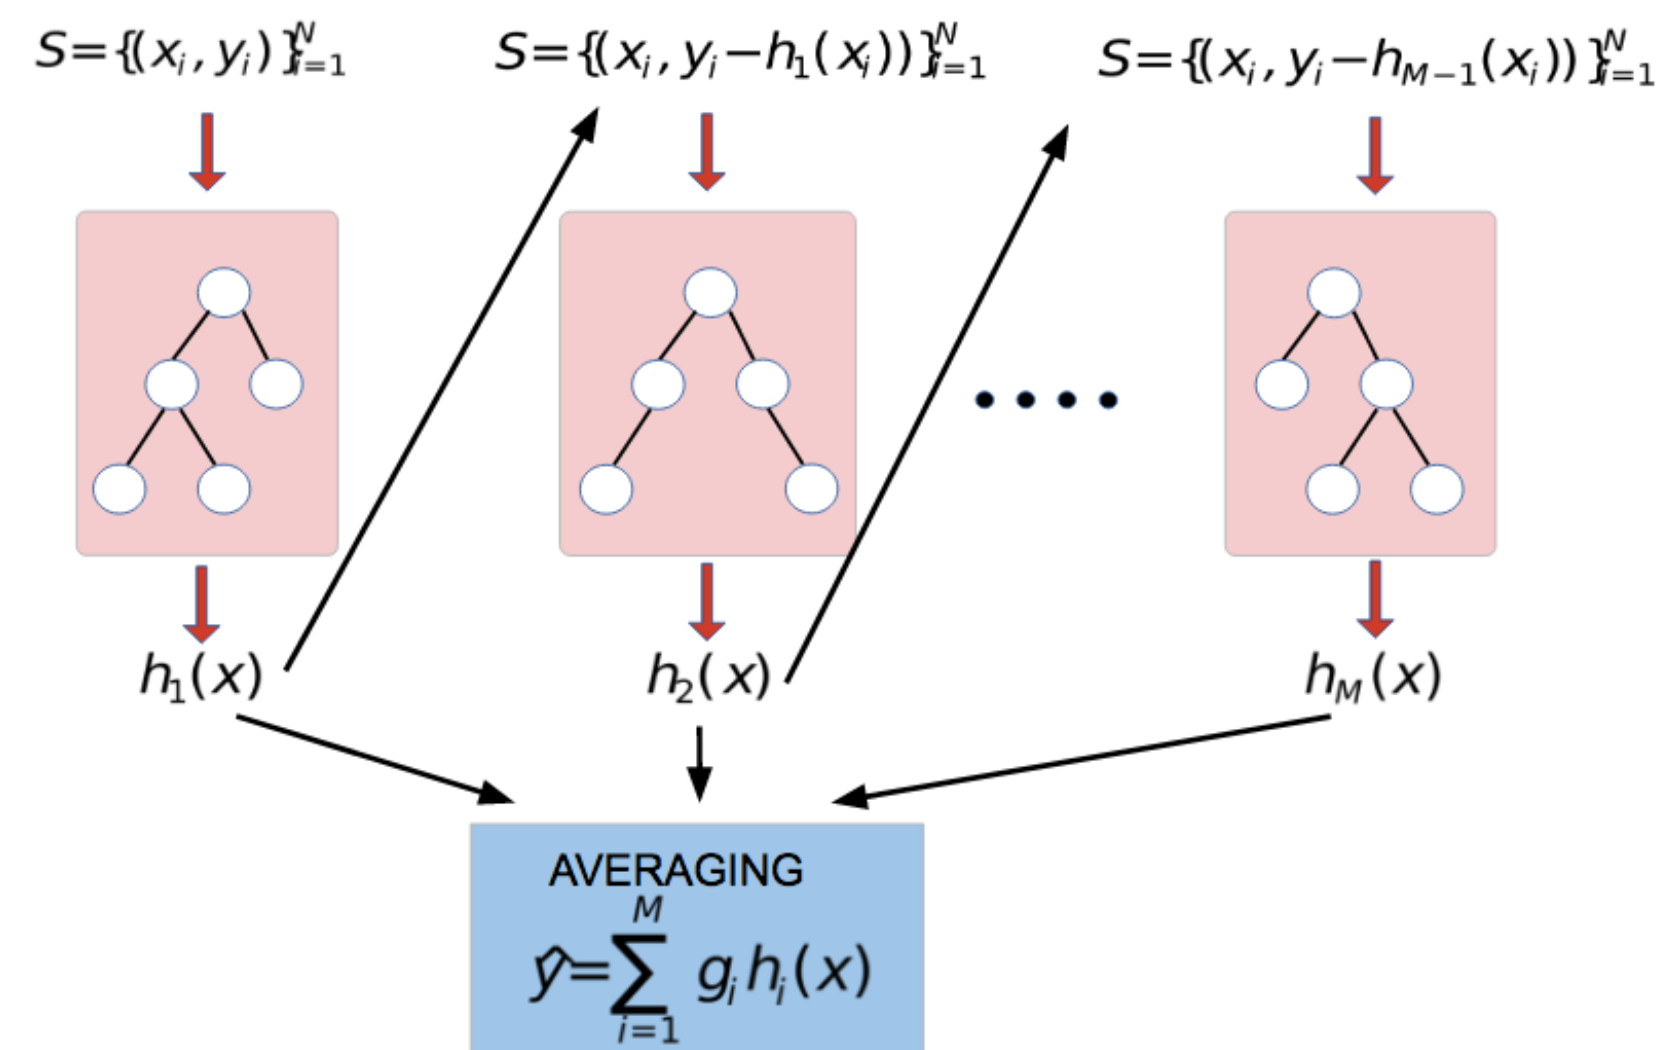 S={(xᵢ, yᵢ)}ᵢ₌₁ᴺ
S={(xᵢ, yᵢ−h₁(xᵢ))}ᵢ₌₁ᴺ
S={(xᵢ, yᵢ−h_{M−1}(xᵢ))}ᵢ₌₁ᴺ
h₁(x)
h₂(x)
h_M(x)
AVERAGING
ŷ=∑_{i=1}^{M} gᵢhᵢ(x)